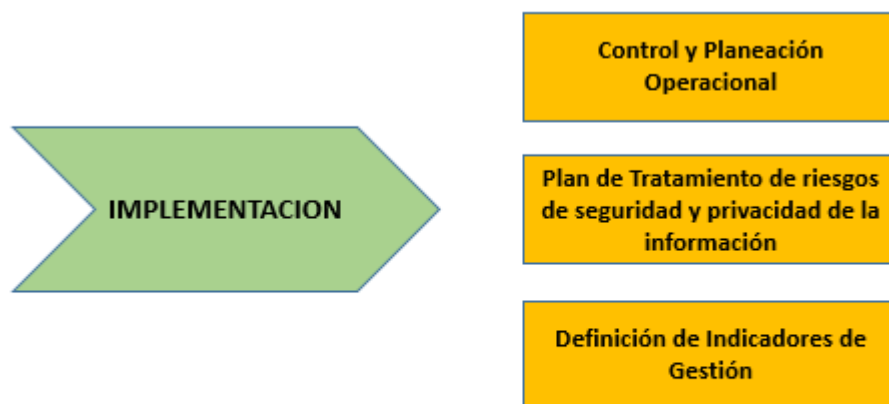 IMPLEMENTACION
Control y Planeación
Operacional
Plan de Tratamiento de riesgos
de seguridad y privacidad de la
información
Definición de Indicadores de
Gestión